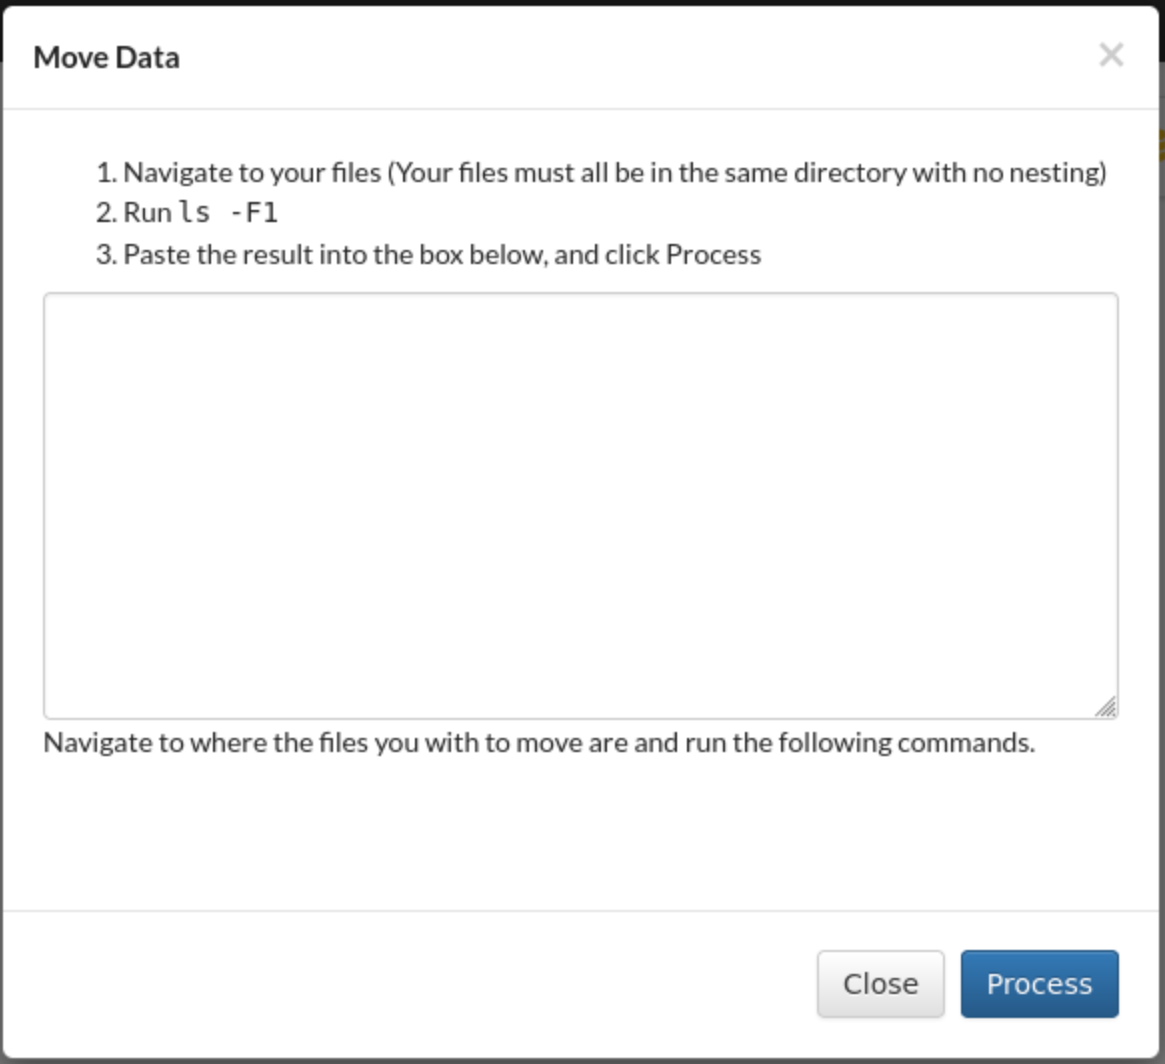 Move Data
×
1. Navigate to your files (Your files must all be in the same directory with no nesting)
2. Run ls -F1
3. Paste the result into the box below, and click Process
Navigate to where the files you with to move are and run the following commands.
Close Process